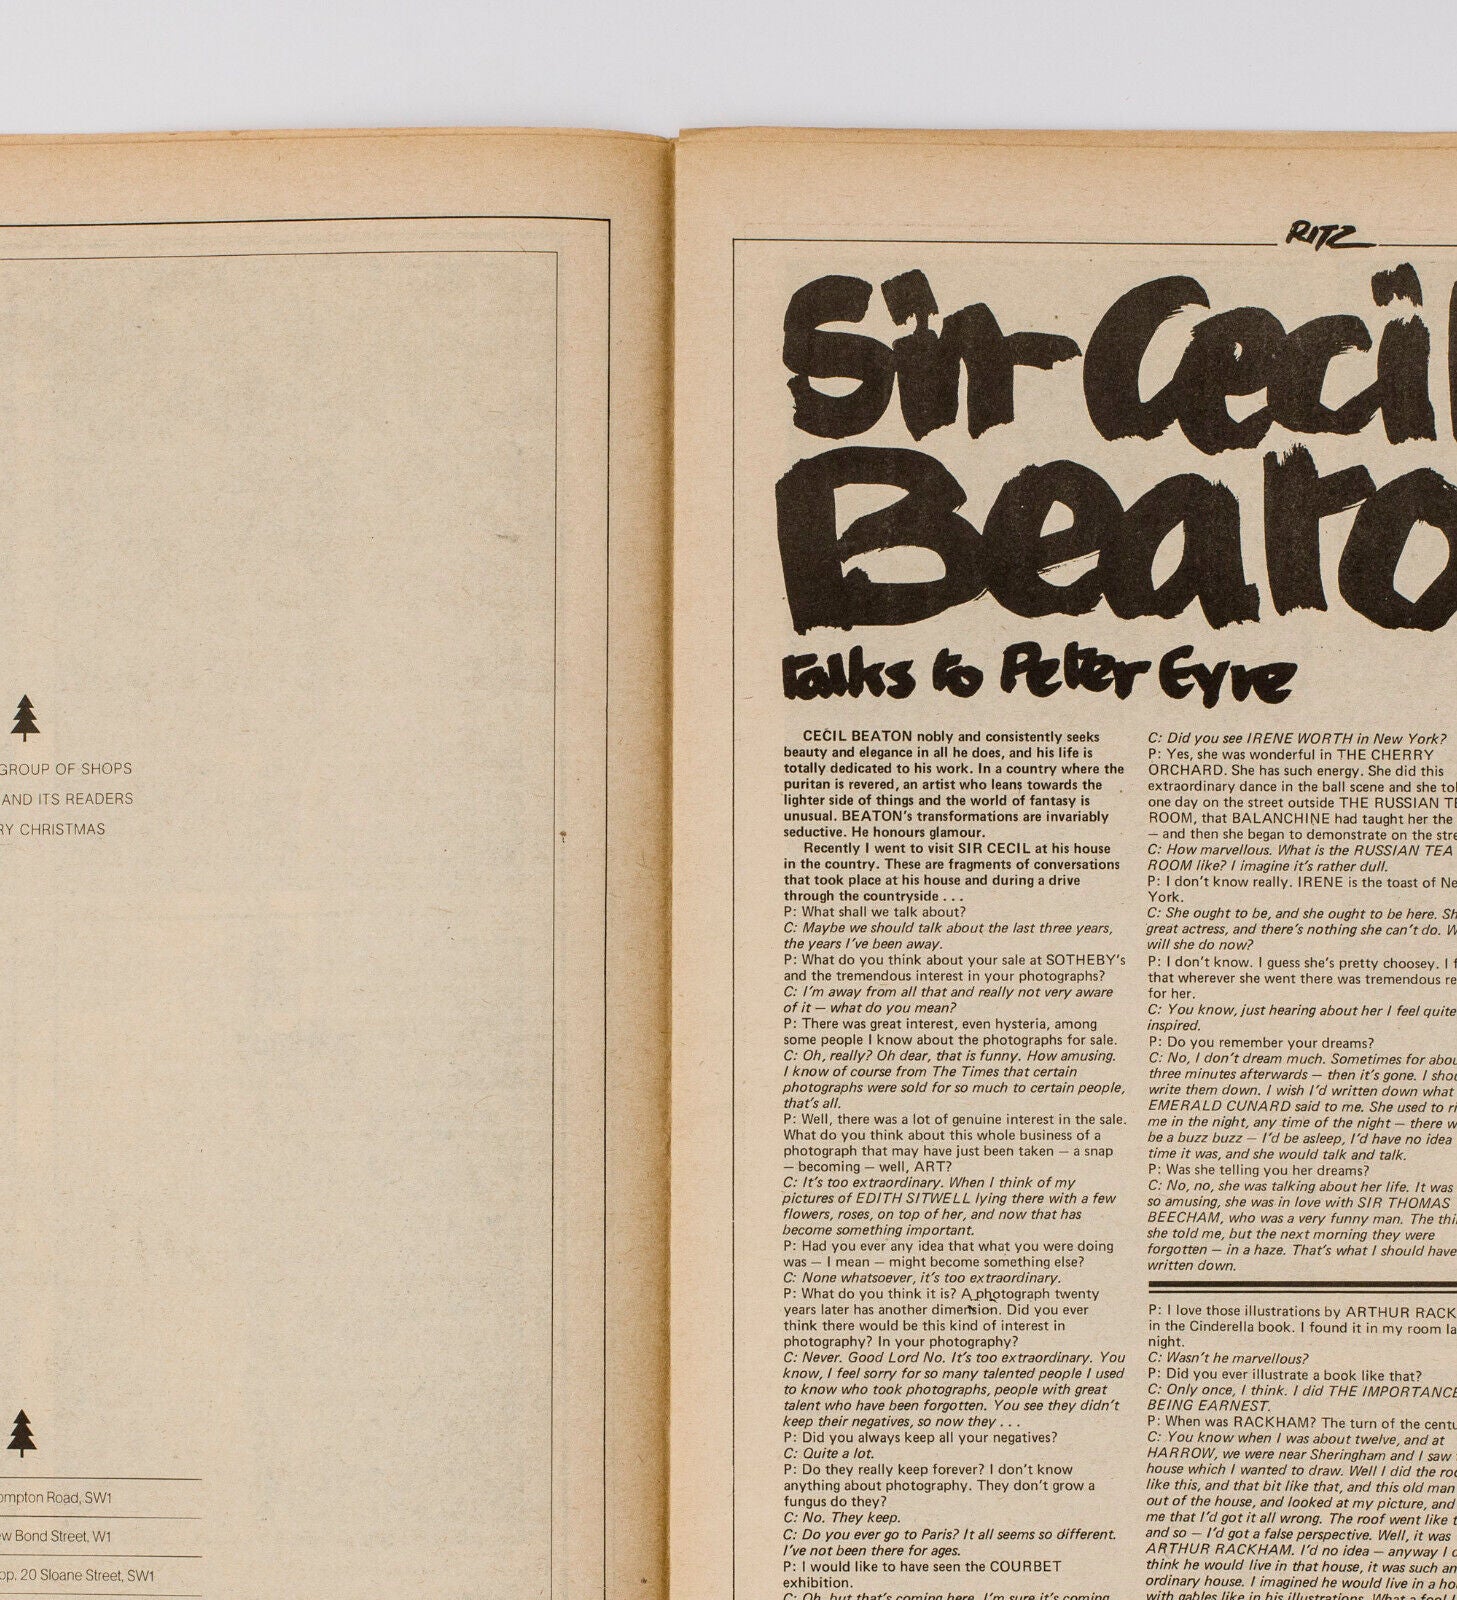 GROUP OF SHOPS
AND ITS READERS
CHRISTMAS
Road, SW1
Bond Street, W1
20 Sloane Street, SW1
RITZ
Sir Cecil
talks to Peter Eyre
CECIL BEATON nobly and consistently seeks
beauty and elegance in all he does, and his life is
totally dedicated to his work. In a country where the
puritan is revered, an artist who leans towards the
lighter side of things and the world of fantasy is
unusual. BEATON's transformations are invariably
seductive. He honours glamour.
Recently I went to visit SIR CECIL at his house
in the country. These are fragments of conversations
that took place at his house and during a drive
through the countryside . . .
P: What shall we talk about?
C: Maybe we should talk about the last three years,
the years I've been away.
P: What do you think about your sale at SOTHEBY's
and the tremendous interest in your photographs?
C: I'm away from all that and really not very aware
of it — what do you mean?
P: There was great interest, even hysteria, among
some people I know about the photographs for sale.
C: Oh, really? Oh dear, that is funny. How amusing.
I know of course from The Times that certain
photographs were sold for so much to certain people,
that's all.
P: Well, there was a lot of genuine interest in the sale.
What do you think about this whole business of a
photograph that may have just been taken — a snap
— becoming — well, ART?
C: It's too extraordinary. When I think of my
pictures of EDITH SITWELL lying there with a few
flowers, roses, on top of her, and now that has
become something important.
P: Had you ever any idea that what you were doing
was — I mean — might become something else?
C: None whatsoever, it's too extraordinary.
P: What do you think it is? A photograph twenty
years later has another dimension. Did you ever
think there would be this kind of interest in
photography? In your photography?
C: Never. Good Lord No. It's too extraordinary. You
know, I feel sorry for so many talented people I used
to know who took photographs, people with great
talent who have been forgotten. You see they didn't
keep their negatives, so now they . . .
P: Did you always keep all your negatives?
C: Quite a lot.
P: Do they really keep forever? I don't know
anything about photography. They don't grow a
fungus do they?
C: No. They keep.
C: Do you ever go to Paris? It all seems so different.
I've not been there for ages.
P: I would like to have seen the COURBET
exhibition.
C: Oh, but that's coming here. I'm sure it's coming
C: Did you see IRENE WORTH in New York?
P: Yes, she was wonderful in THE CHERRY
ORCHARD. She has such energy. She did this
extraordinary dance in the ball scene and she
one day on the street outside THE RUSSIAN
ROOM, that BALANCHINE had taught her the
— and then she began to demonstrate on the
C: How marvellous. What is the RUSSIAN TEA
ROOM like? I imagine it's rather dull.
P: I don't know really. IRENE is the toast of
York.
C: She ought to be, and she ought to be here.
great actress, and there's nothing she can't do.
will she do now?
P: I don't know. I guess she's pretty choosey. I
that wherever she went there was tremendous
for her.
C: You know, just hearing about her I feel quite
inspired.
P: Do you remember your dreams?
C: No, I don't dream much. Sometimes for
three minutes afterwards — then it's gone. I
write them down. I wish I'd written down what
EMERALD CUNARD said to me. She used to
me in the night, any time of the night — there
be a buzz buzz — I'd be asleep, I'd have no idea
time it was, and she would talk and talk.
P: Was she telling you her dreams?
C: No, no, she was talking about her life. It was
so amusing, she was in love with SIR THOMAS
BEECHAM, who was a very funny man. The
she told me, but the next morning they were
forgotten — in a haze. That's what I should have
written down.
P: I love those illustrations by ARTHUR
in the Cinderella book. I found it in my room
night.
C: Wasn't he marvellous?
P: Did you ever illustrate a book like that?
C: Only once, I think. I did THE IMPORTANCE
BEING EARNEST.
P: When was RACKHAM? The turn of the
C: You know when I was about twelve, and at
HARROW, we were near Sheringham and I saw
house which I wanted to draw. Well I did the
like this, and that bit like that, and this old man
out of the house, and looked at my picture, and
me that I'd got it all wrong. The roof went like
and so — I'd got a false perspective. Well, it was
ARTHUR RACKHAM. I'd no idea — anyway I
think he would live in that house, it was such an
ordinary house. I imagined he would live in a
with gables like in his illustrations. What a fool